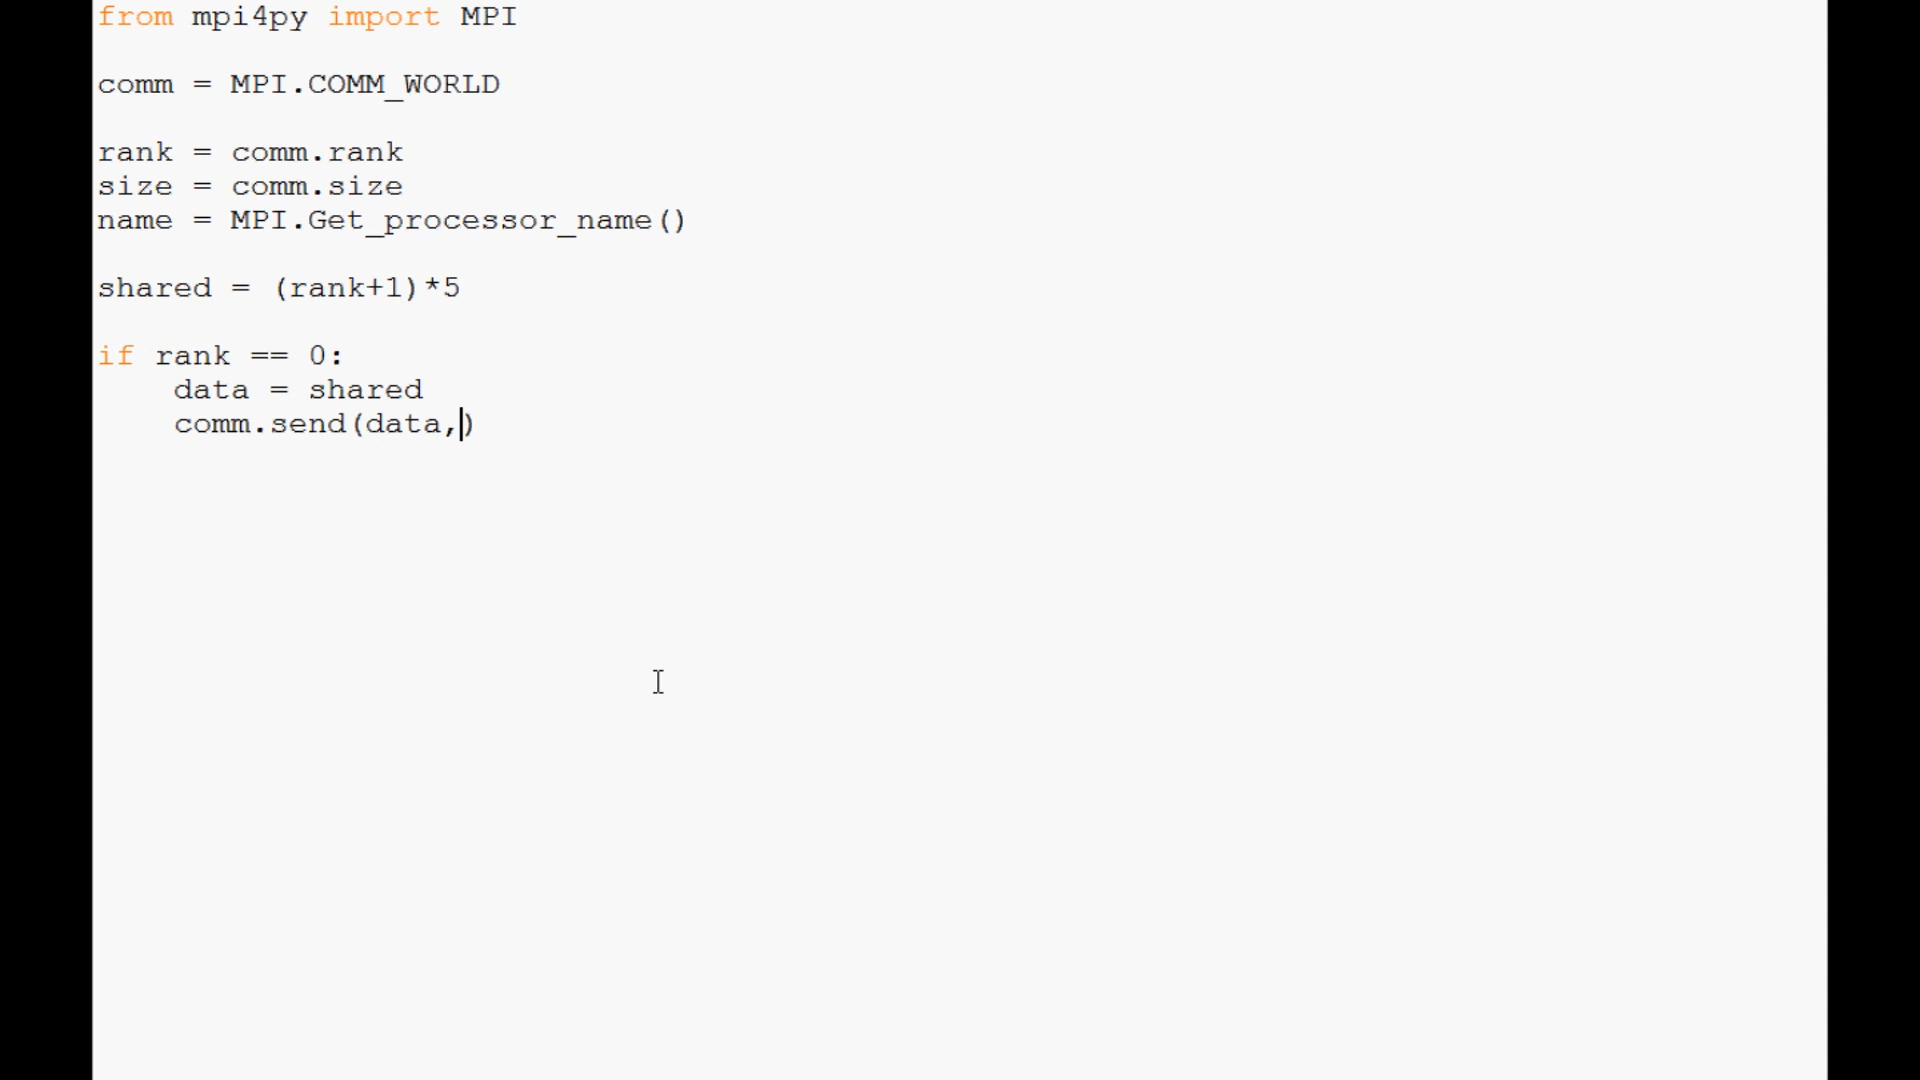 from mpi4py import MPI
comm = MPI.COMM_WORLD
rank = comm.rank
size = comm.size
name = MPI.Get_processor_name()
shared = (rank+1)*5
if rank == 0:
    data = shared
    comm.send(data,)